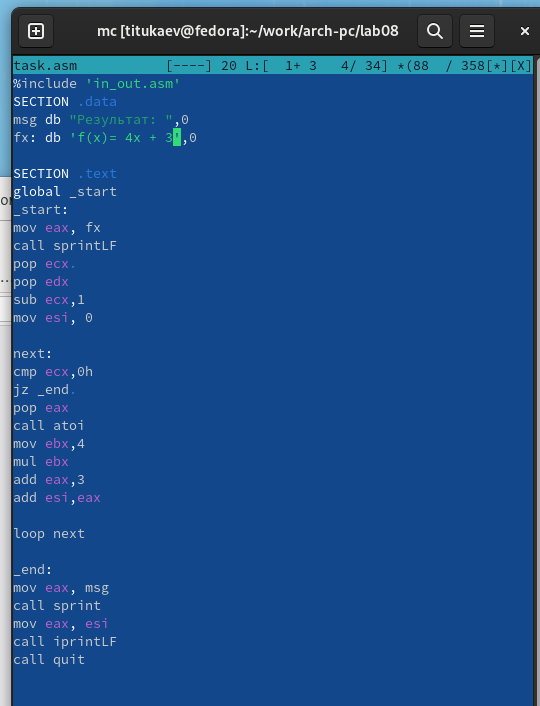 mc [titukaev@fedora]:~/work/arch-pc/lab08
task.asm [----] 20 L:[ 1+ 3 4/ 34] *(88 / 358[*][X]
%include 'in_out.asm'
SECTION .data
msg db "Результат: ",0
fx: db 'f(x)= 4x + 3',0
SECTION .text
global _start
_start:
mov eax, fx
call sprintLF
pop ecx.
pop edx
sub ecx,1
mov esi, 0
next:
cmp ecx,0h
jz _end.
pop eax
call atoi
mov ebx,4
mul ebx
add eax,3
add esi,eax
loop next
_end:
mov eax, msg
call sprint
mov eax, esi
call iprintLF
call quit